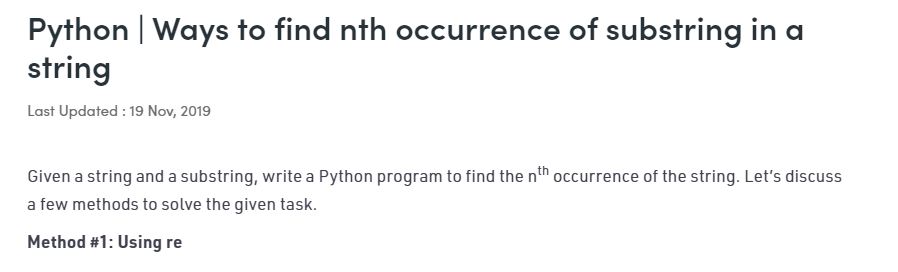 Python | Ways to find nth occurrence of substring in a
string
Last Updated : 19 Nov, 2019
Given a string and a substring, write a Python program to find the nth occurrence of the string. Let’s discuss
a few methods to solve the given task.
Method #1: Using re